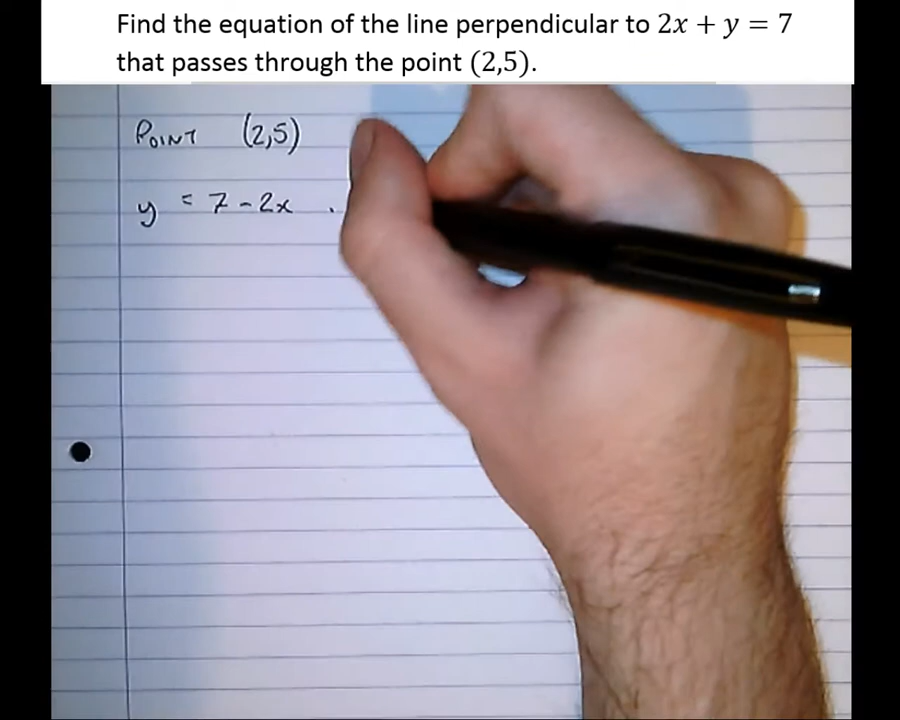 Find the equation of the line perpendicular to 2x + y = 7
that passes through the point (2,5).
POINT (2,5)
y = 7 - 2x